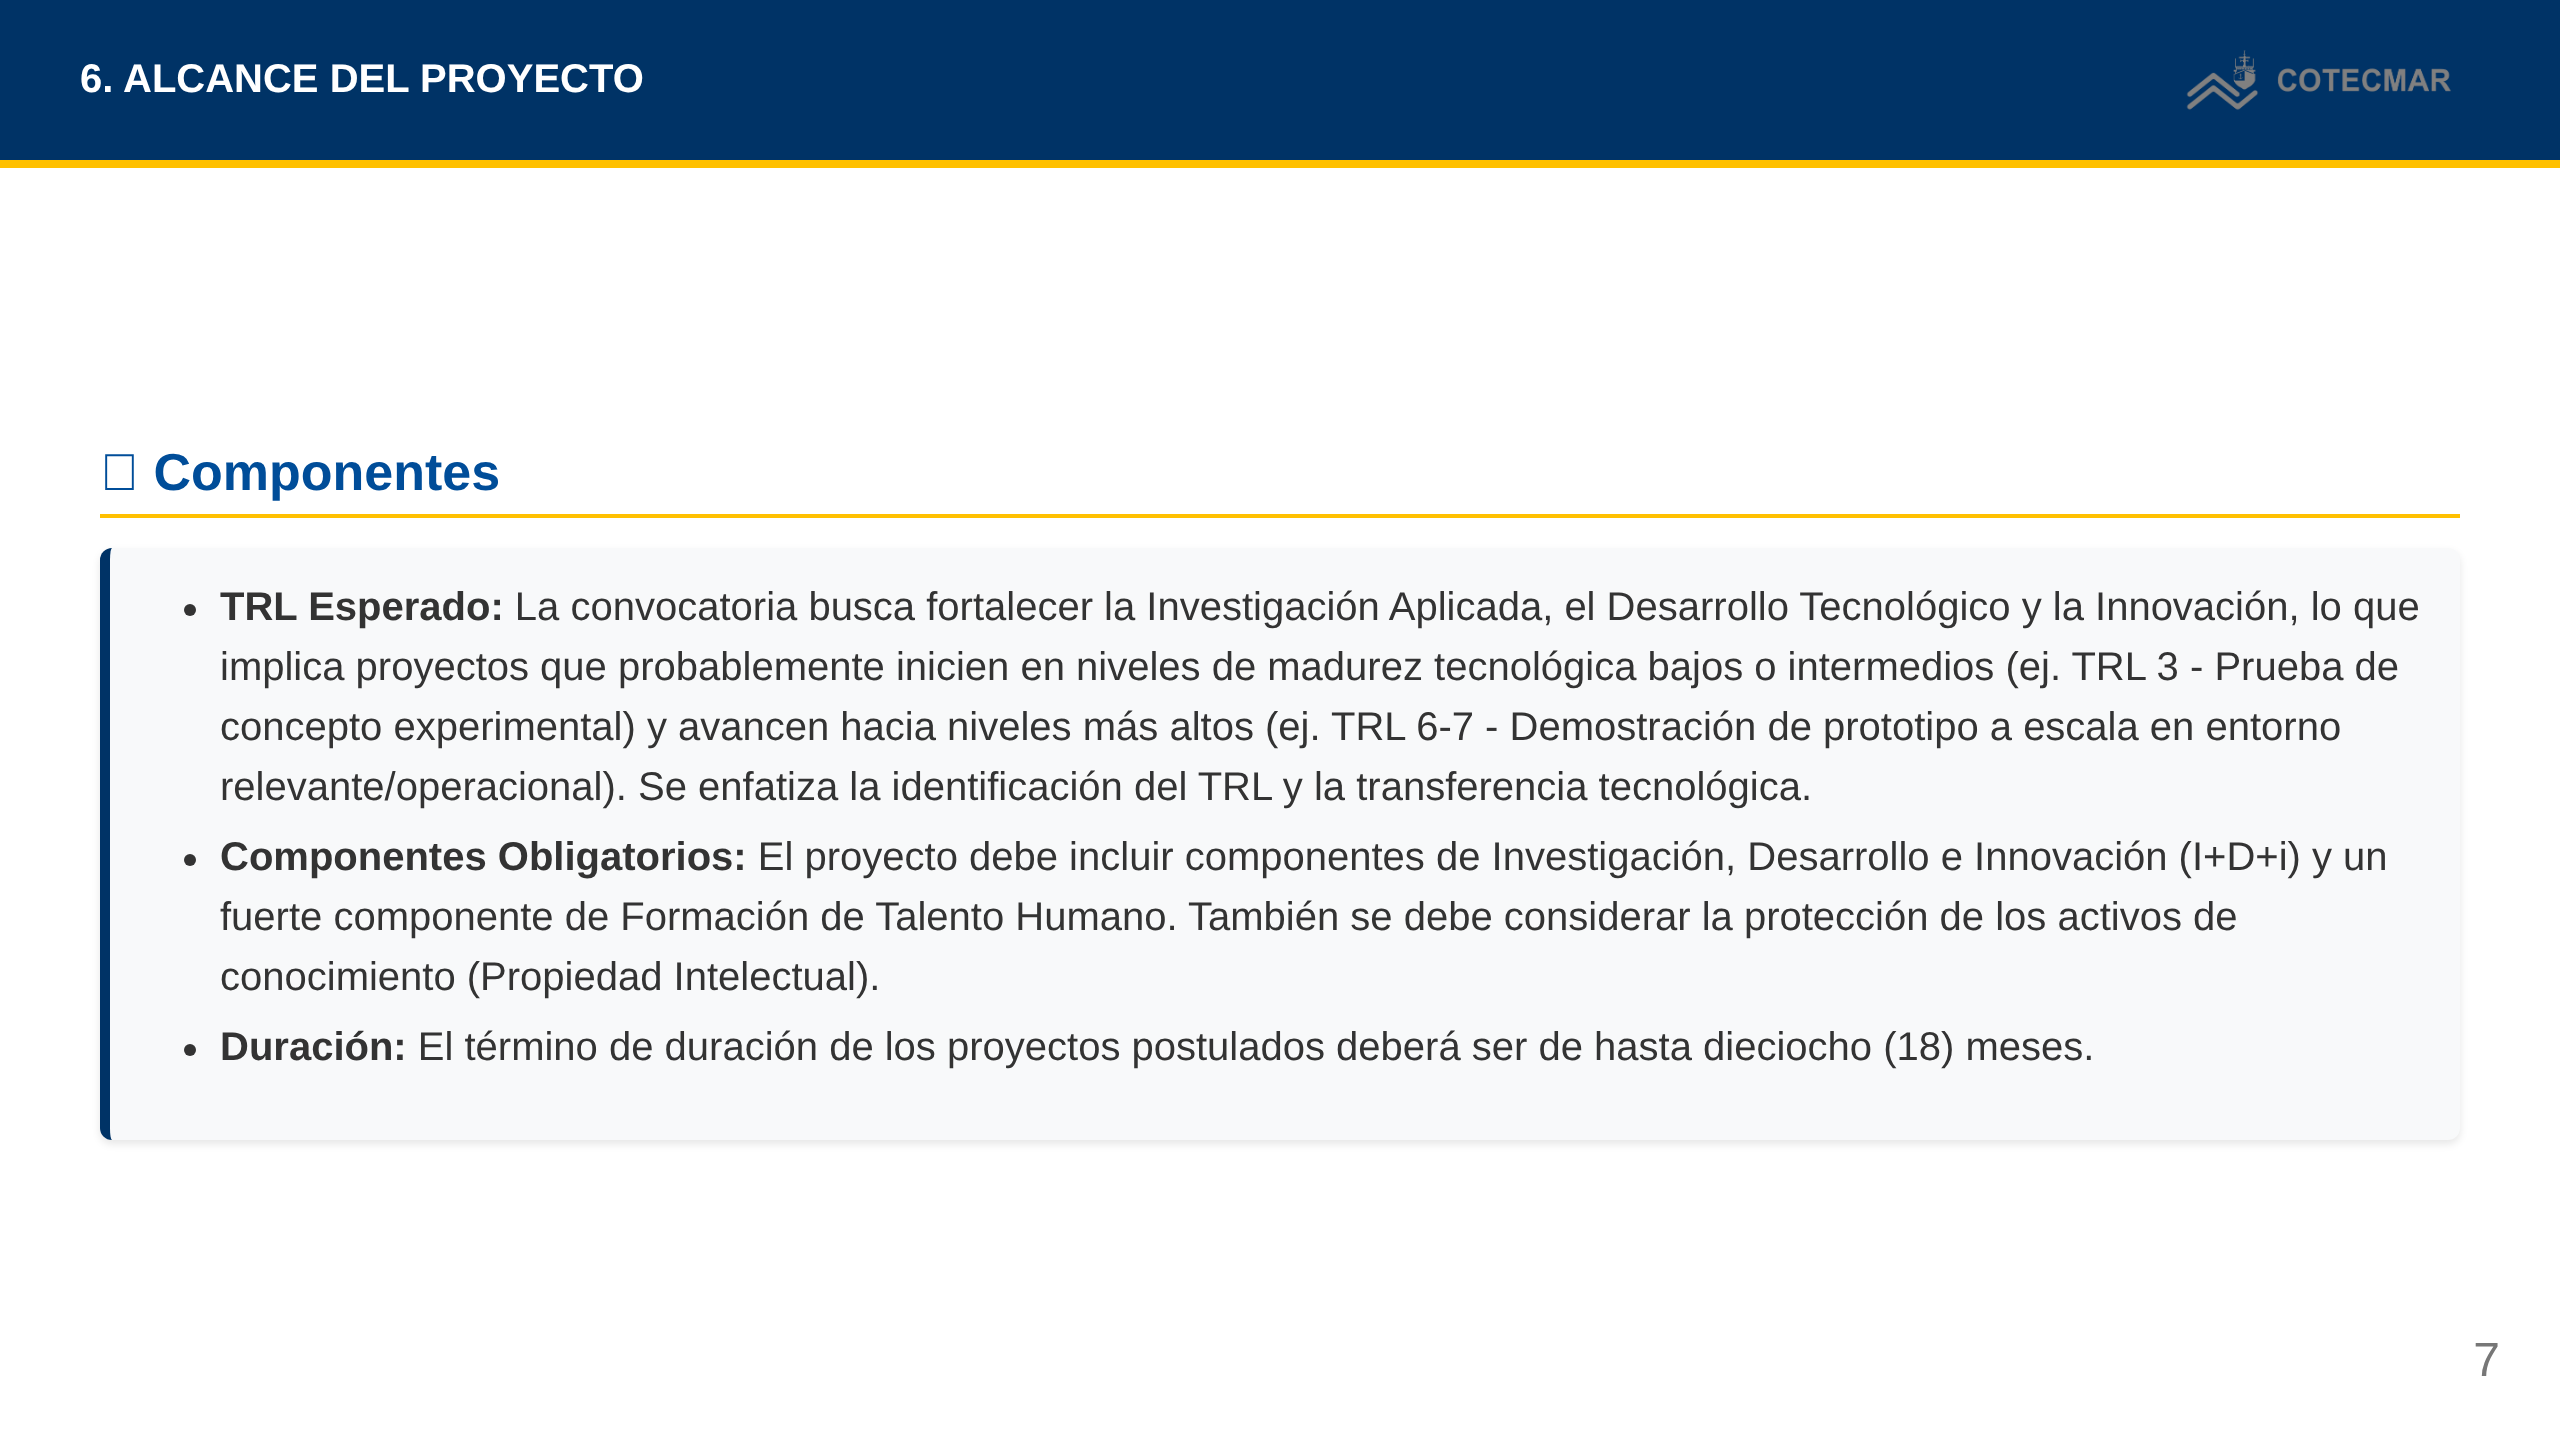 6. ALCANCE DEL PROYECTO
COTECMAR
Componentes
• TRL Esperado: La convocatoria busca fortalecer la Investigación Aplicada, el Desarrollo Tecnológico y la Innovación, lo que
implica proyectos que probablemente inicien en niveles de madurez tecnológica bajos o intermedios (ej. TRL 3 - Prueba de
concepto experimental) y avancen hacia niveles más altos (ej. TRL 6-7 - Demostración de prototipo a escala en entorno
relevante/operacional). Se enfatiza la identificación del TRL y la transferencia tecnológica.
• Componentes Obligatorios: El proyecto debe incluir componentes de Investigación, Desarrollo e Innovación (I+D+i) y un
fuerte componente de Formación de Talento Humano. También se debe considerar la protección de los activos de
conocimiento (Propiedad Intelectual).
• Duración: El término de duración de los proyectos postulados deberá ser de hasta dieciocho (18) meses.
7